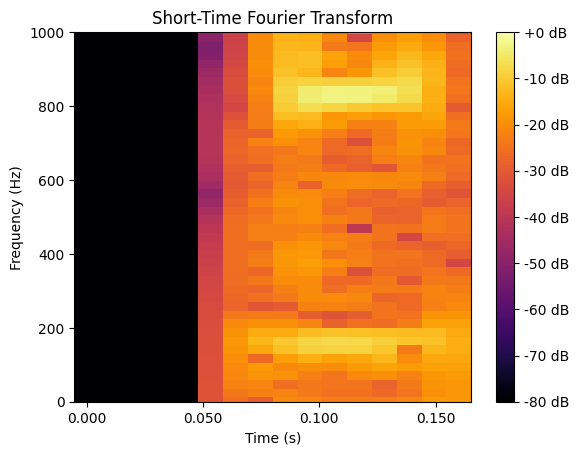 Short-Time Fourier Transform
Frequency (Hz)
1000
800
600
400
200
0
0.000
0.050
0.100
0.150
Time (s)
+0 dB
-10 dB
-20 dB
-30 dB
-40 dB
-50 dB
-60 dB
-70 dB
-80 dB